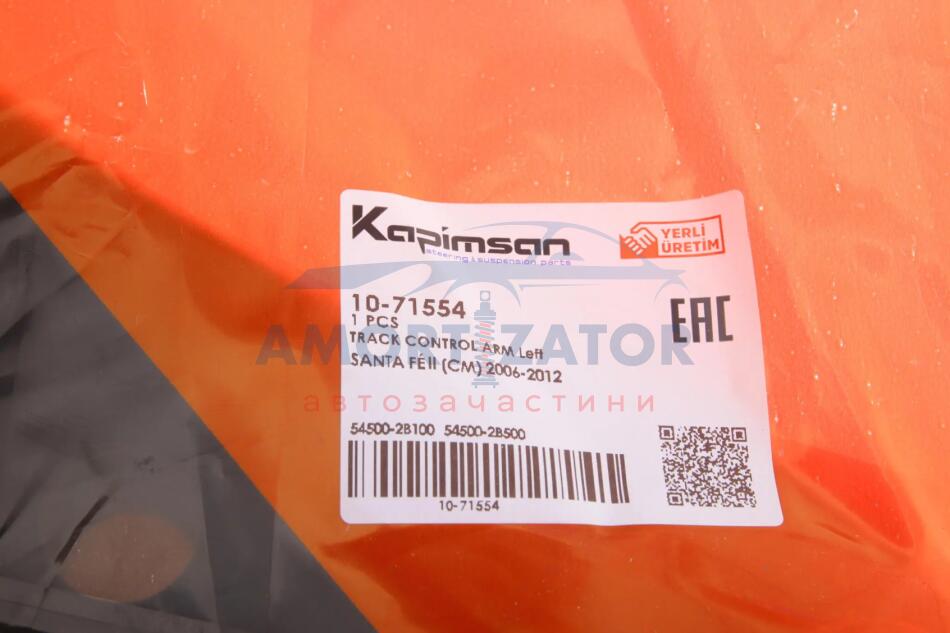 Kapimsan
steering & suspension parts
YERLİ
ÜRETİM
10-71554
1 PCS
TRACK CONTROL ARM Left
SANTA FÉ II (CM) 2006-2012
EAC
AMORTIZATOR
автозачастини
54500-2B100 54500-2B500
10-71554